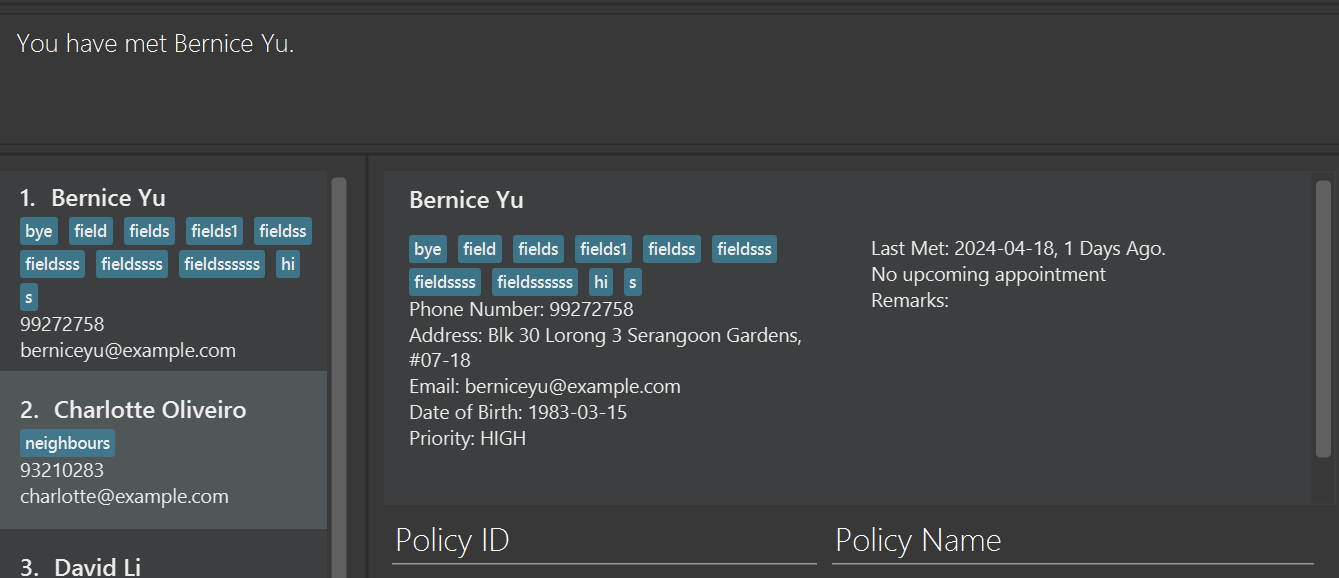 You have met Bernice Yu.
1. Bernice Yu
bye field fields fields1 fieldss
fieldsss fieldssss fieldssssss hi
s
99272758
berniceyu@example.com
2. Charlotte Oliveiro
neighbours
93210283
charlotte@example.com
3. David Li
Bernice Yu
bye field fields fields1 fieldss fieldsss
fieldssss fieldssssss hi s
Phone Number: 99272758
Address: Blk 30 Lorong 3 Serangoon Gardens,
#07-18
Email: berniceyu@example.com
Date of Birth: 1983-03-15
Priority: HIGH
Last Met: 2024-04-18, 1 Days Ago.
No upcoming appointment
Remarks:
Policy ID
Policy Name